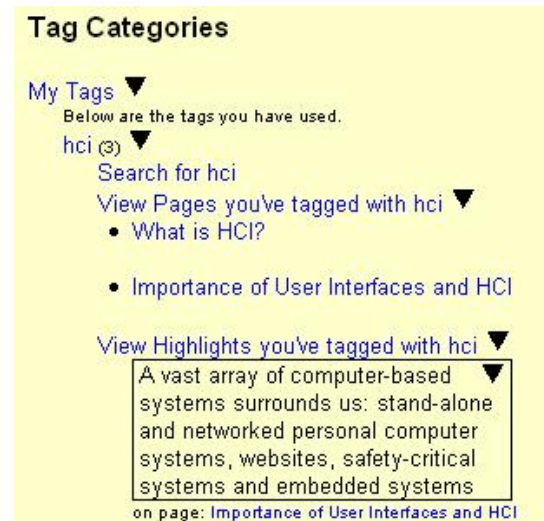 Tag Categories
My Tags ▼
Below are the tags you have used.
hci (3) ▼
Search for hci
View Pages you've tagged with hci ▼
• What is HCI?
• Importance of User Interfaces and HCI
View Highlights you've tagged with hci ▼
A vast array of computer-based ▼
systems surrounds us: stand-alone
and networked personal computer
systems, websites, safety-critical
systems and embedded systems
on page: Importance of User Interfaces and HCI